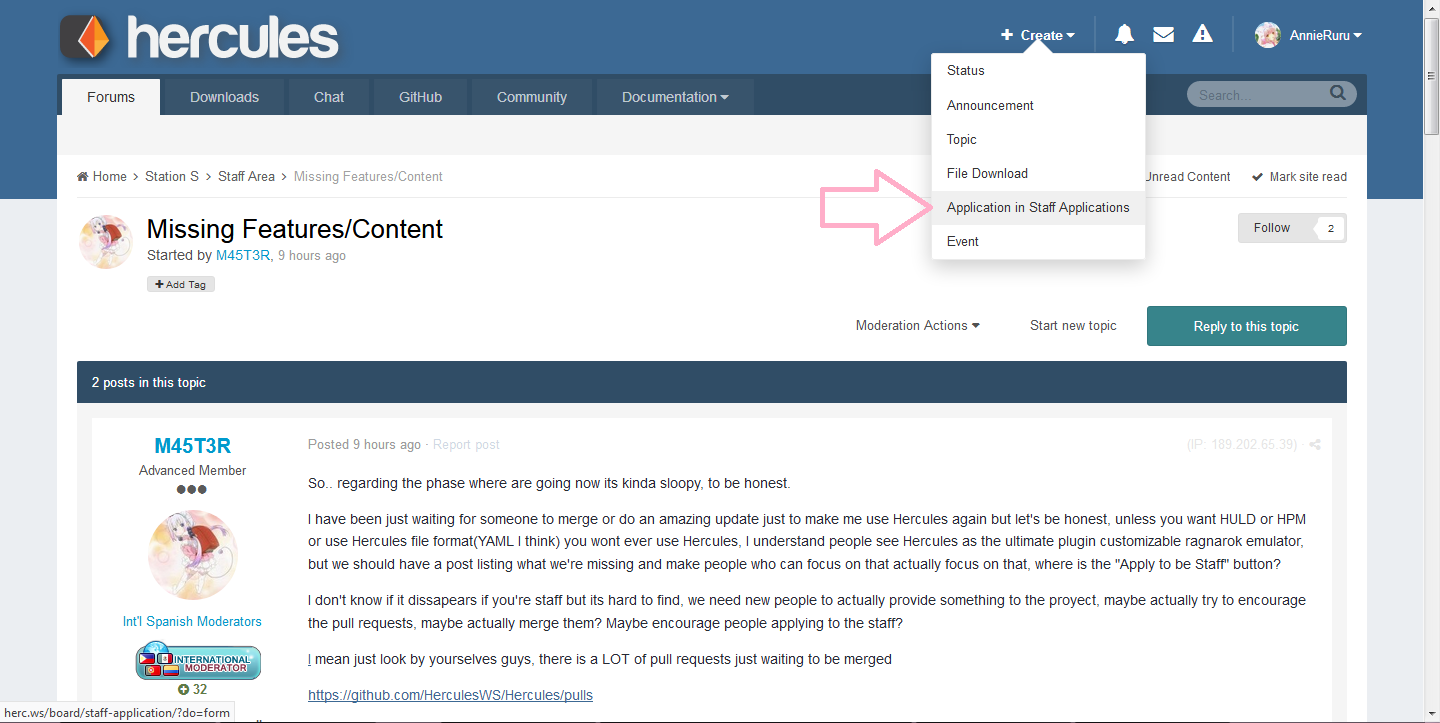 hercules
Create
AnnieRuru
Status
Announcement
Topic
File Download
Application in Staff Applications
Event
Forums
Downloads
Chat
GitHub
Community
Documentation
Search...
Home > Station S > Staff Area > Missing Features/Content
Unread Content
Mark site read
Missing Features/Content
Started by M45T3R, 9 hours ago
Add Tag
Follow
2
Moderation Actions
Start new topic
Reply to this topic
2 posts in this topic
M45T3R
Advanced Member
Int'l Spanish Moderators
INTERNATIONAL
MODERATOR
32
Posted 9 hours ago · Report post
(IP: 189.202.65.39) ·
So.. regarding the phase where are going now its kinda sloopy, to be honest.
I have been just waiting for someone to merge or do an amazing update just to make me use Hercules again but let's be honest, unless you want HULD or HPM
or use Hercules file format(YAML I think) you wont ever use Hercules, I understand people see Hercules as the ultimate plugin customizable ragnarok emulator,
but we should have a post listing what we're missing and make people who can focus on that actually focus on that, where is the "Apply to be Staff" button?
I don't know if it dissapears if you're staff but its hard to find, we need new people to actually provide something to the proyect, maybe actually try to encourage
the pull requests, maybe actually merge them? Maybe encourage people applying to the staff?
I mean just look by yourselves guys, there is a LOT of pull requests just waiting to be merged
https://github.com/HerculesWS/Hercules/pulls
herc.ws/board/staff-application/?do=form